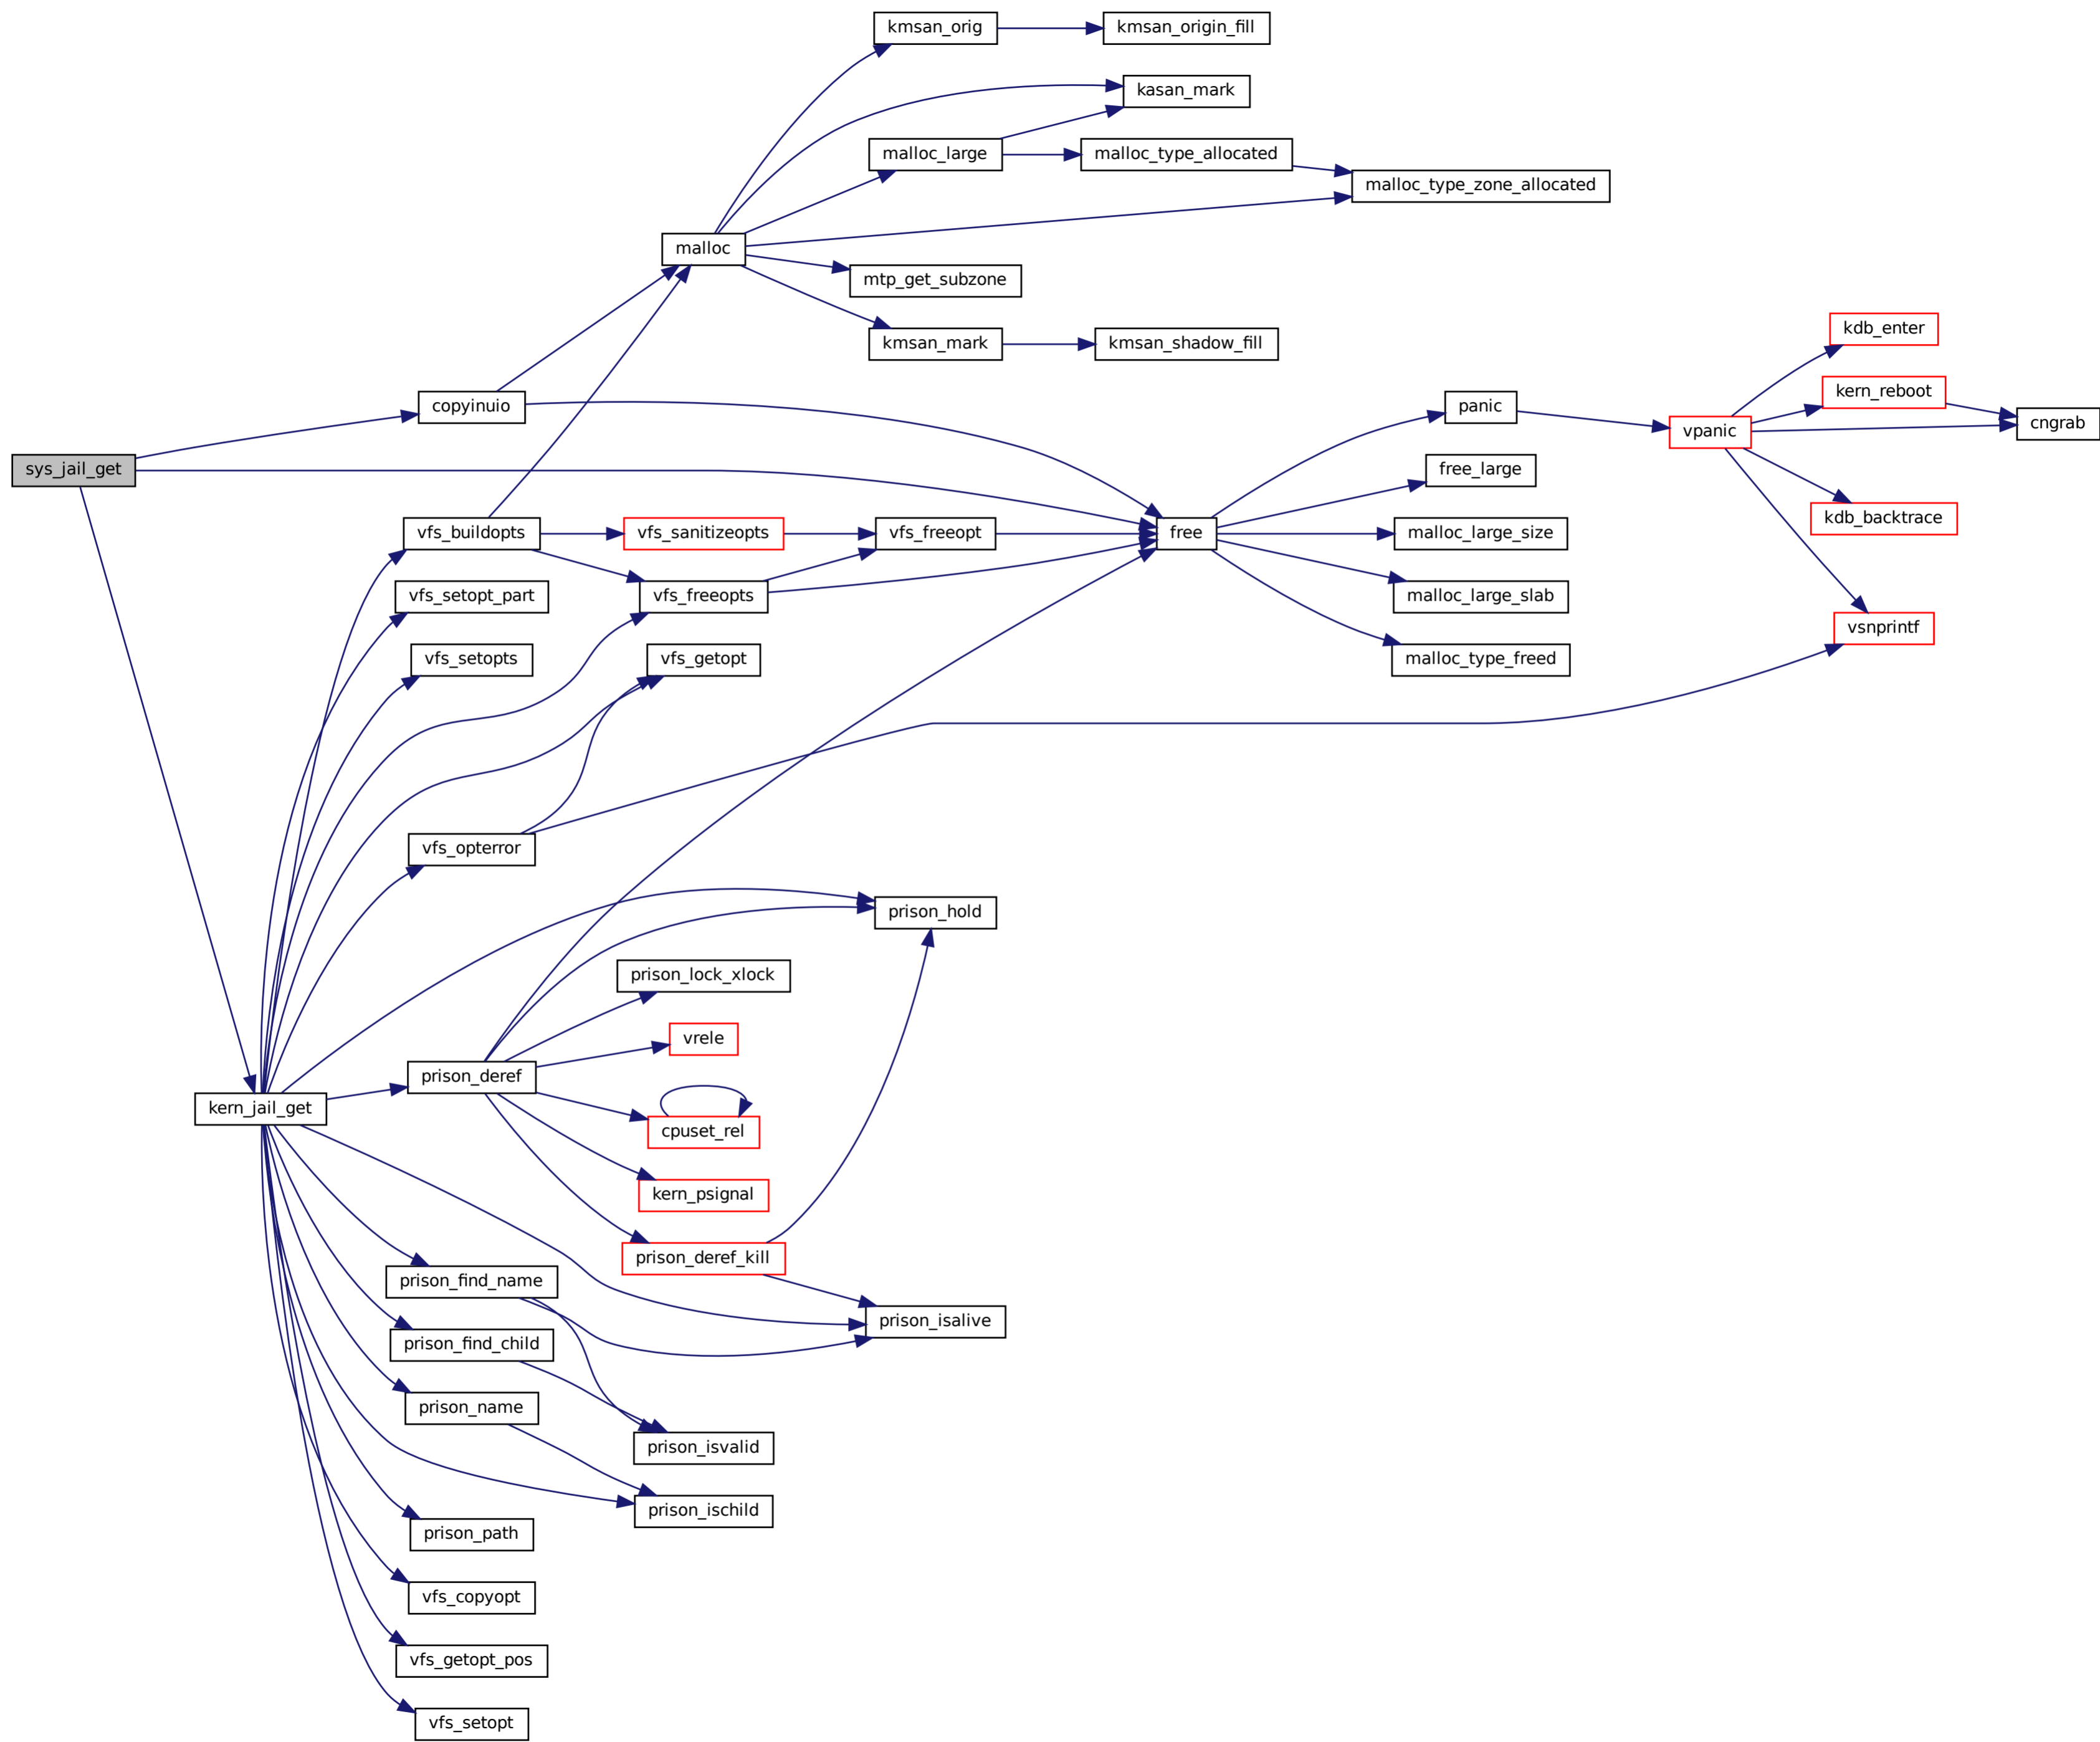 kmsan_orig
kmsan_origin_fill
kasan_mark
malloc_large
malloc_type_allocated
malloc_type_zone_allocated
malloc
mtp_get_subzone
kmsan_mark
kmsan_shadow_fill
kdb_enter
kern_reboot
copyinuio
panic
vpanic
cngrab
sys_jail_get
free_large
kdb_backtrace
vfs_buildopts
vfs_sanitizeopts
vfs_freeopt
free
malloc_large_size
vfs_setopt_part
vfs_freeopts
malloc_large_slab
vsnprintf
vfs_setopts
vfs_getopt
malloc_type_freed
vfs_opterror
prison_hold
prison_lock_xlock
vrele
prison_deref
kern_jail_get
cpuset_rel
kern_psignal
prison_deref_kill
prison_find_name
prison_isalive
prison_find_child
prison_name
prison_isvalid
prison_ischild
prison_path
vfs_copyopt
vfs_getopt_pos
vfs_setopt